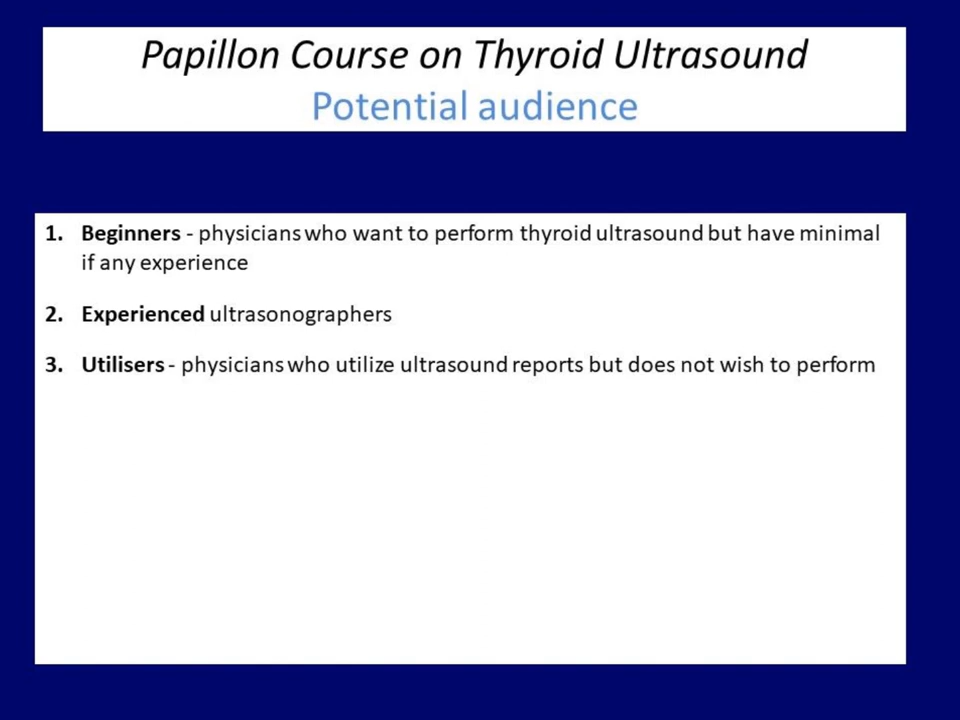 Papillon Course on Thyroid Ultrasound
Potential audience
1. Beginners - physicians who want to perform thyroid ultrasound but have minimal
if any experience
2. Experienced ultrasonographers
3. Utilisers - physicians who utilize ultrasound reports but does not wish to perform